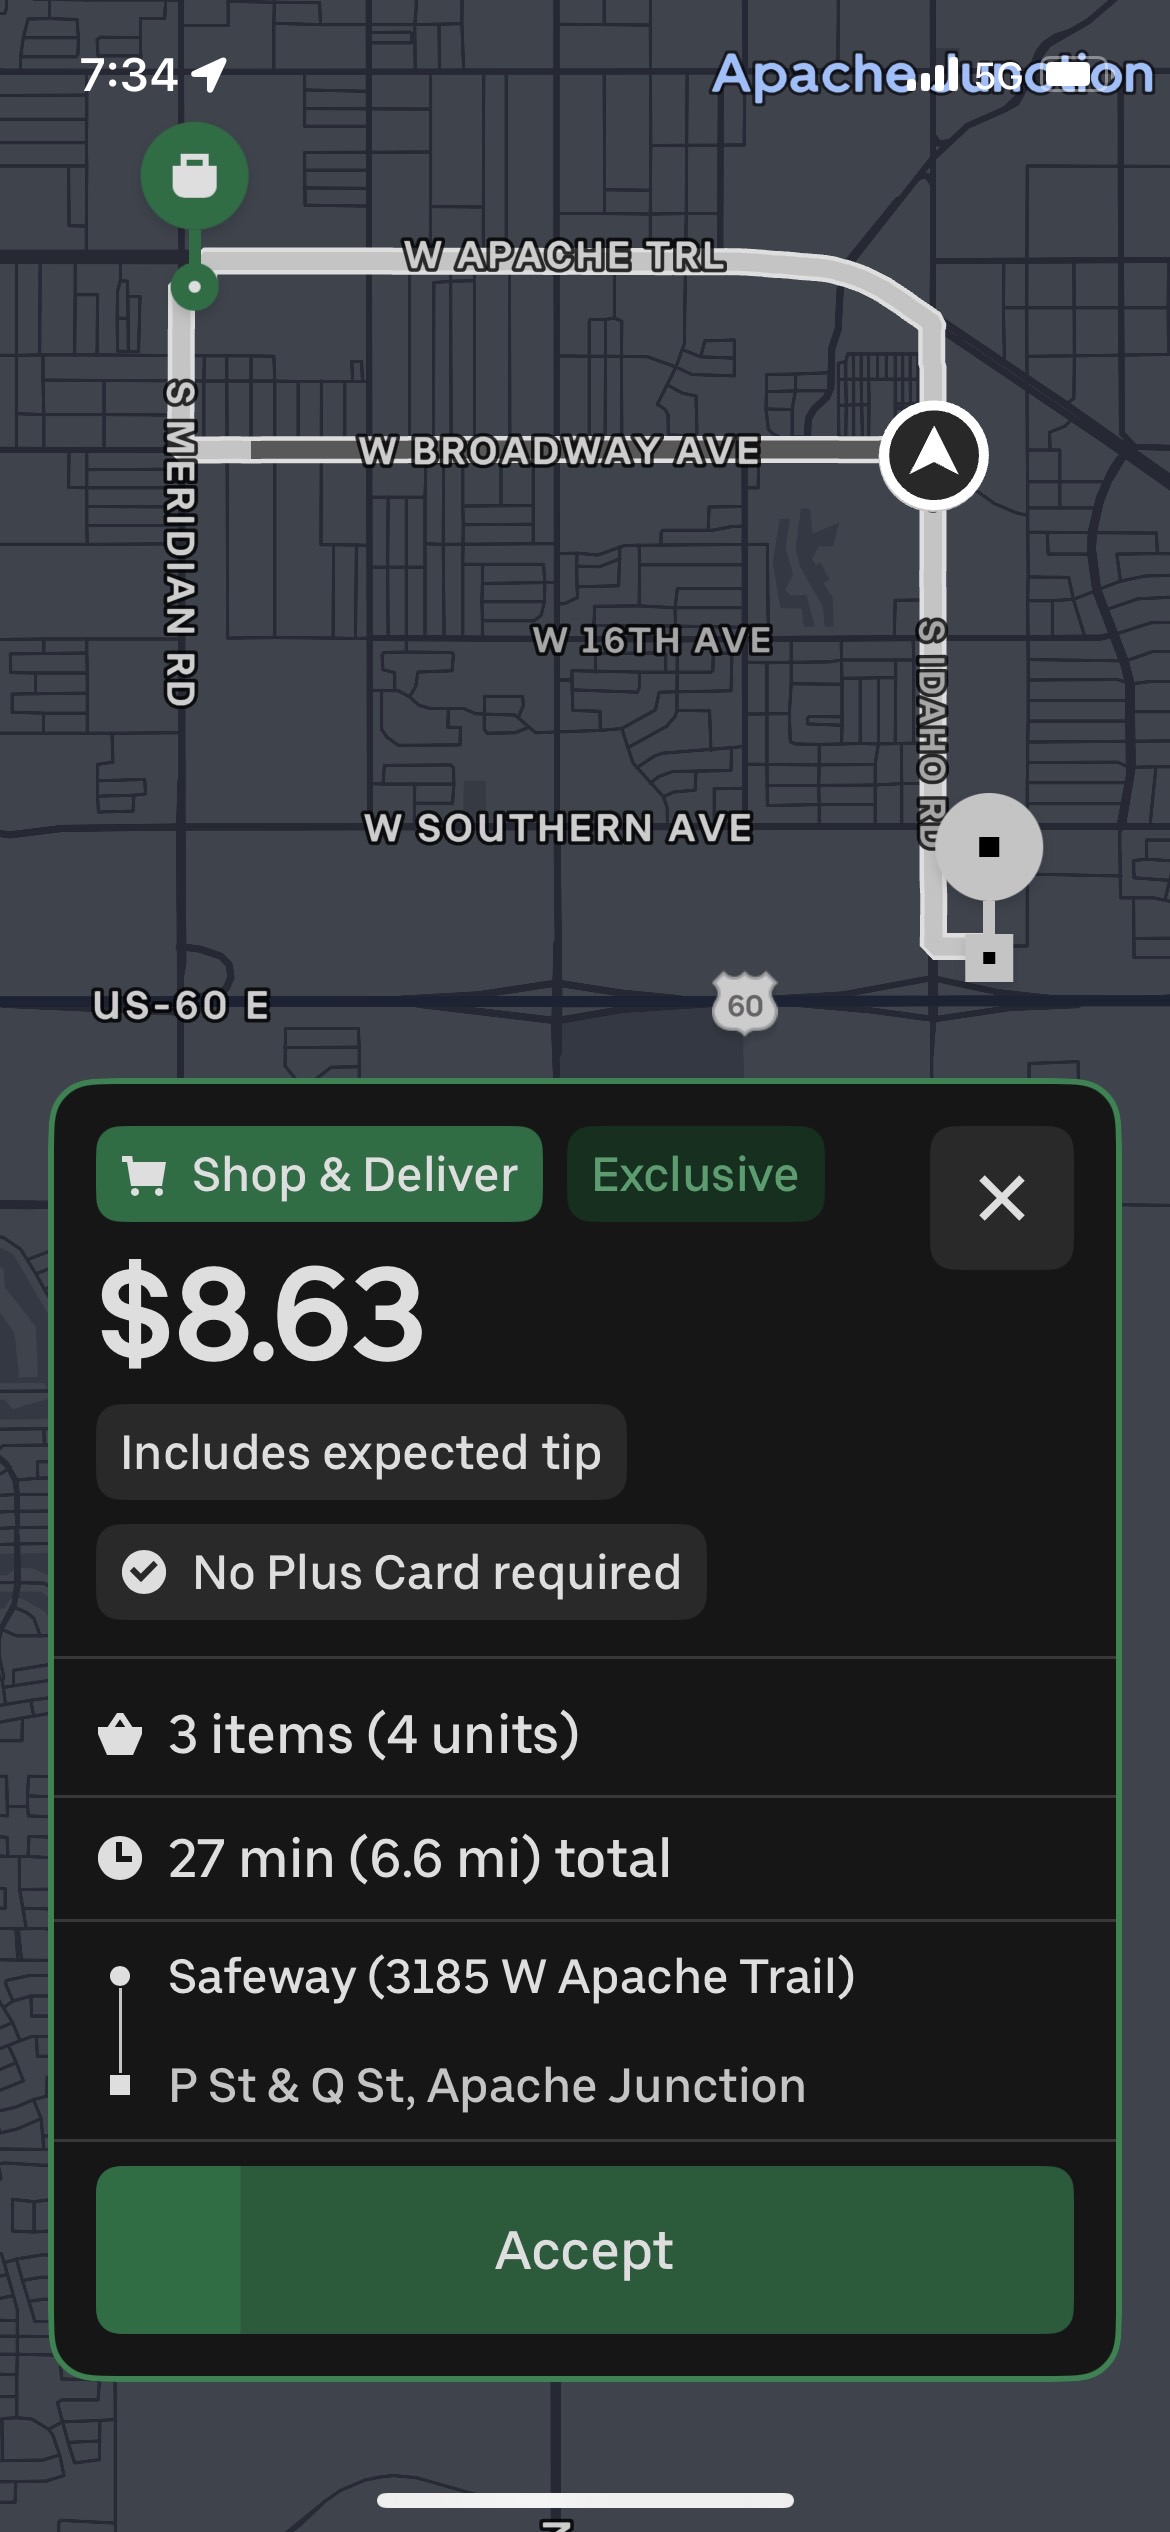 7:34
5G
Apache Junction
W APACHE TRL
S MERIDIAN RD
W BROADWAY AVE
W 16TH AVE
S IDAHO RD
W SOUTHERN AVE
US-60 E
60
Shop & Deliver
Exclusive
$8.63
Includes expected tip
No Plus Card required
3 items (4 units)
27 min (6.6 mi) total
Safeway (3185 W Apache Trail)
P St & Q St, Apache Junction
Accept